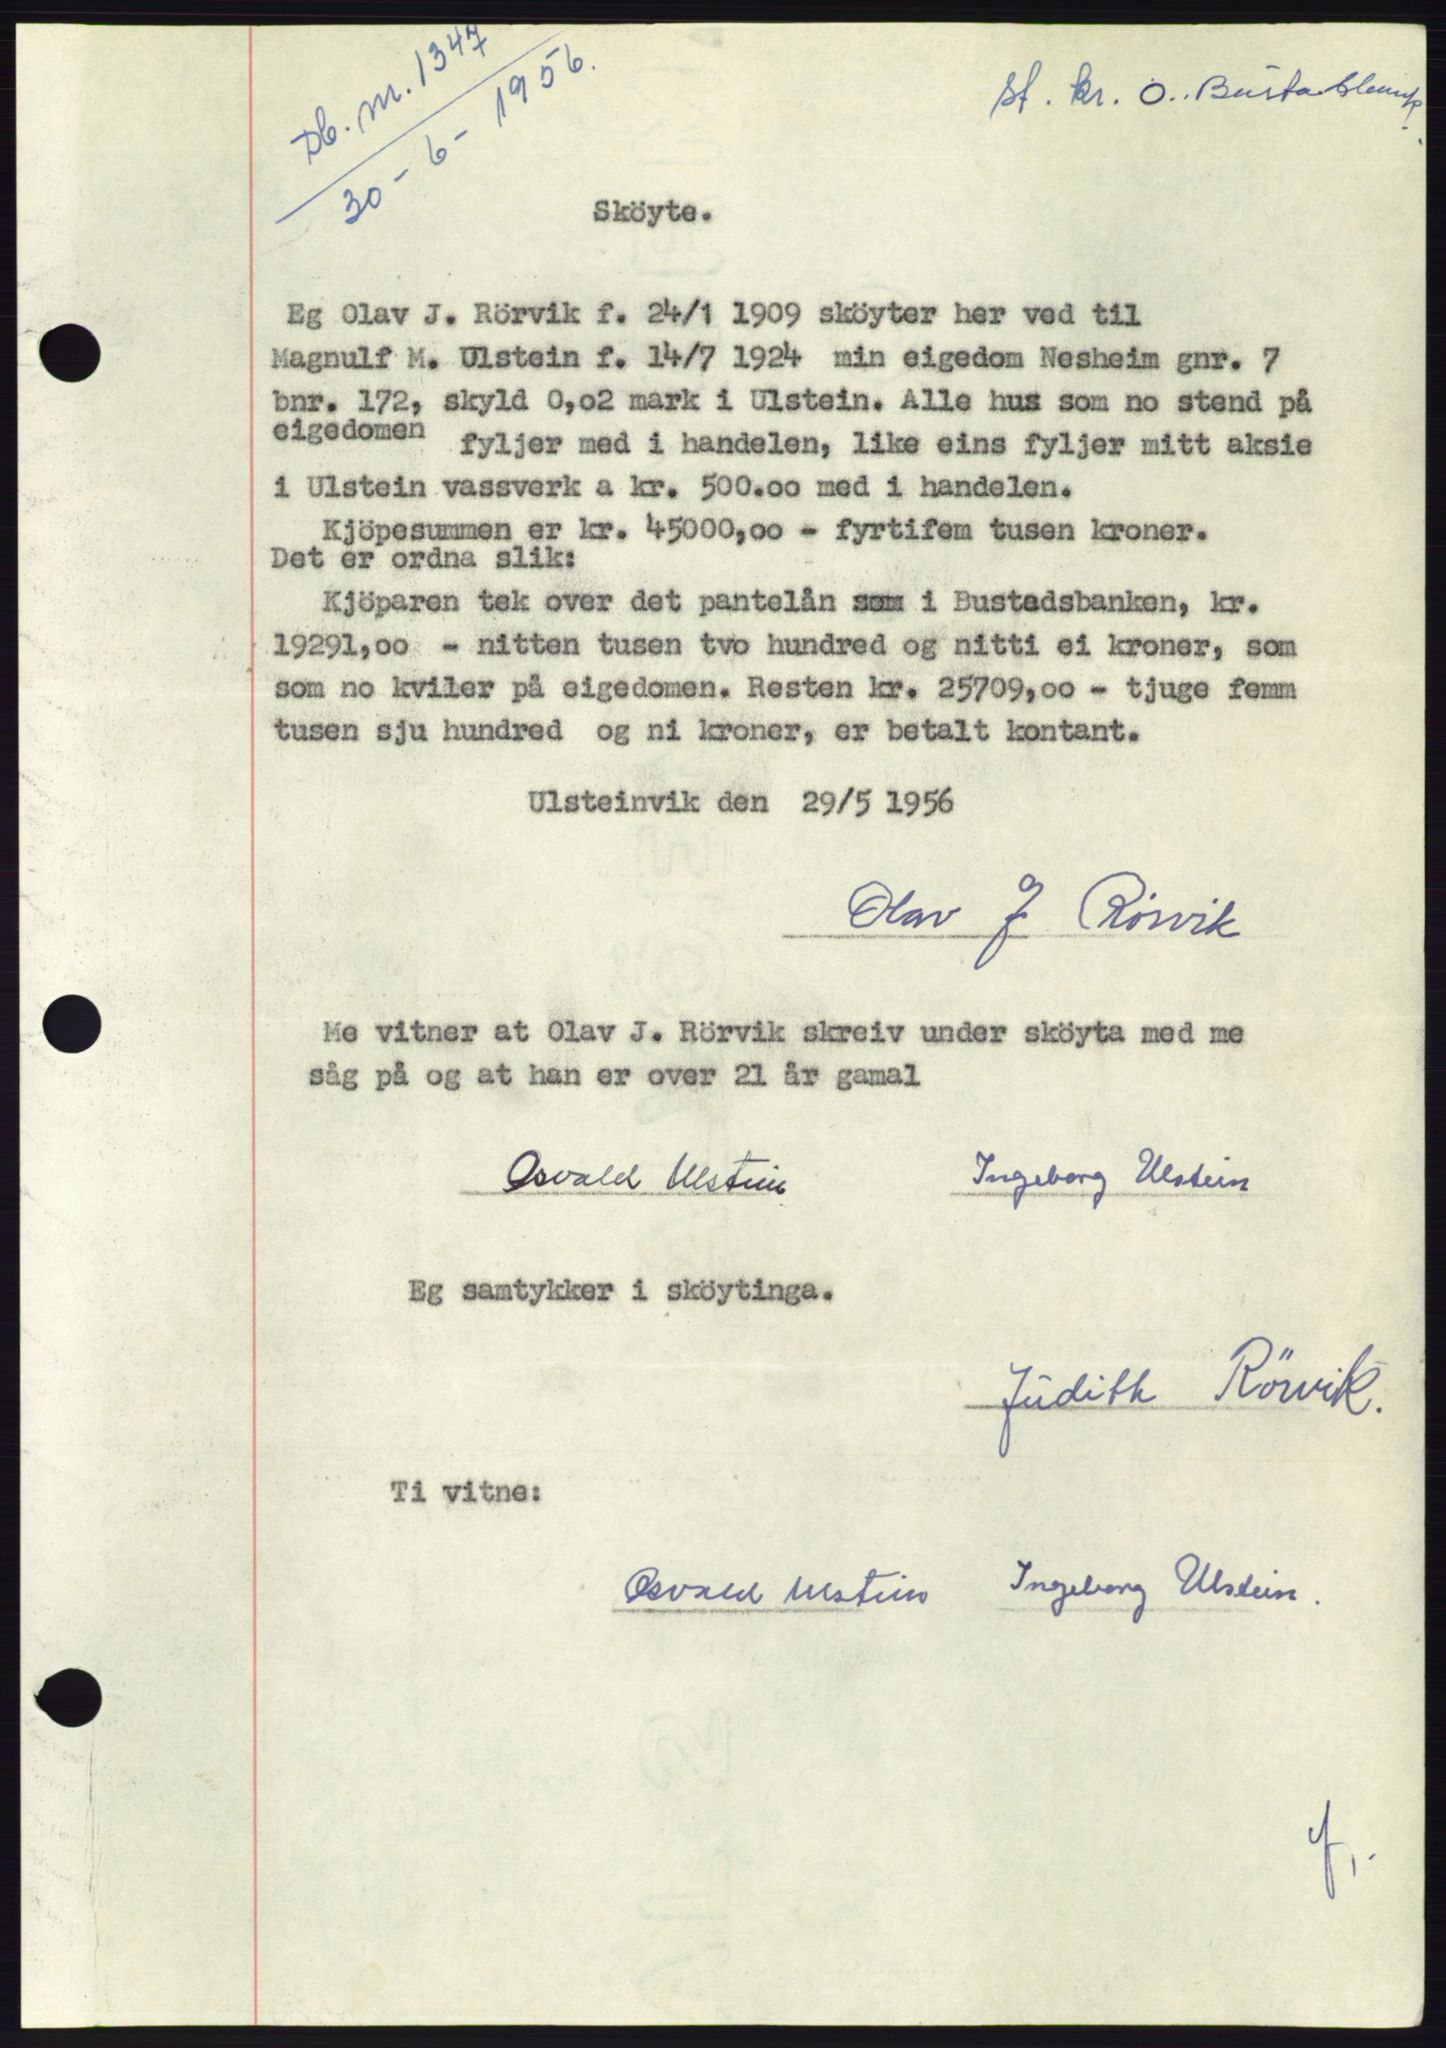 Db. nr. 1347
30 - 6 - 1956.
st. kr. 0.
Sköyte.
Eg Olav J. Rörvik f. 24/1 1909 sköyter her ved til
Magnulf M. Ulstein f. 14/7 1924 min eigedom Nesheim gnr. 7
bnr. 172, skyld 0,o2 mark i Ulstein. Alle hus som no stend på
eigedomen fyljer med i handelen, like eins fyljer mitt aksie
i Ulstein vassverk a kr. 500.oo med i handelen.
Kjöpesummen er kr. 45000,oo - fyrtifem tusen kroner.
Det er ordna slik:
Kjöparen tek over det pantelån som i Bustadsbanken, kr.
19291,oo - nitten tusen tvo hundred og nitti ei kroner, som
som no kviler på eigedomen. Resten kr. 25709,oo - tjuge femm
tusen sju hundred og ni kroner, er betalt kontant.
Ulsteinvik den 29/5 1956
Olav J Rörvik
Me vitner at Olav J. Rörvik skreiv under sköyta med me
såg på og at han er over 21 år gamal
Osvald Ulstein Ingeborg Ulstein
Eg samtykker i sköytinga.
Judith Rörvik.
Ti vitne:
Osvald Ulstein Ingeborg Ulstein.